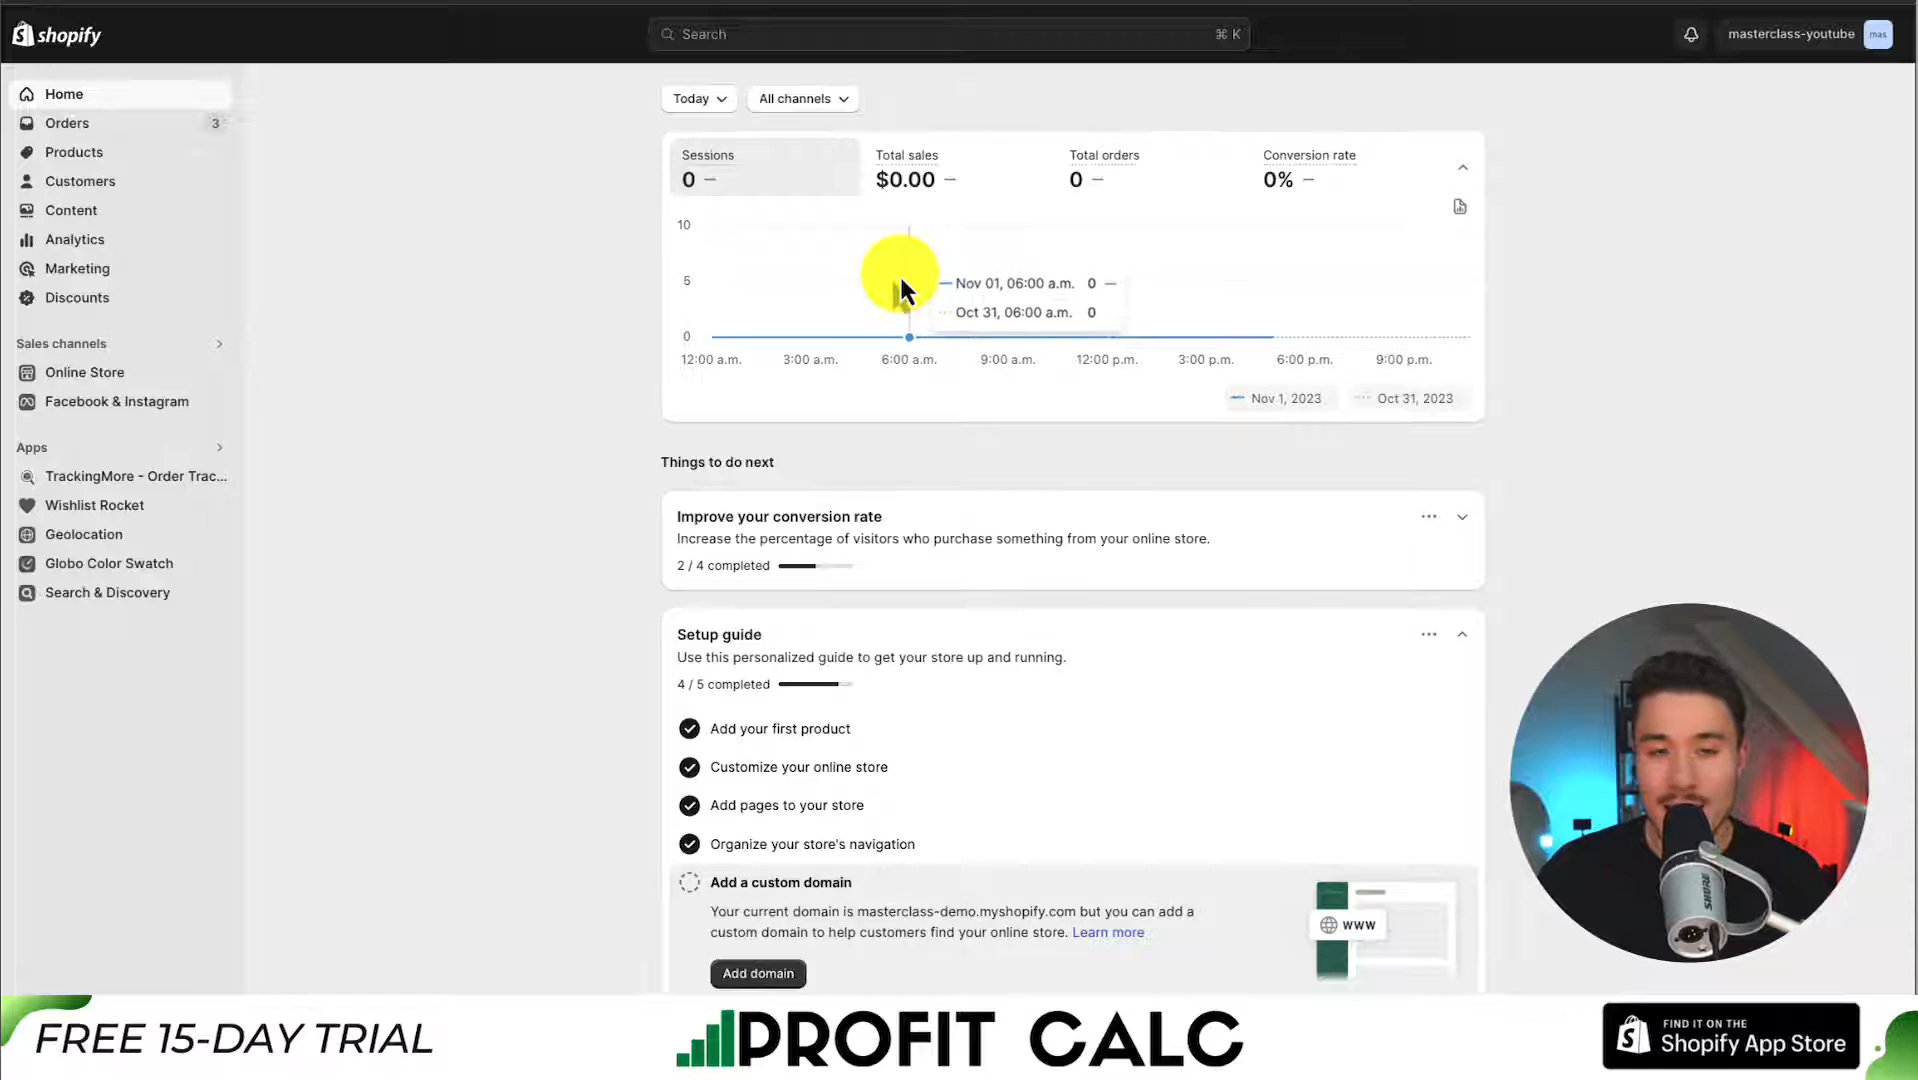 shopify
Search
⌘ K
masterclass-youtube
mas
Home
Orders
3
Products
Customers
Content
Analytics
Marketing
Discounts
Sales channels
Online Store
Facebook & Instagram
Apps
TrackingMore - Order Trac...
Wishlist Rocket
Geolocation
Globo Color Swatch
Search & Discovery
Today
All channels
Sessions
0 –
Total sales
$0.00 –
Total orders
0 –
Conversion rate
0% –
10
5
0
Nov 01, 06:00 a.m. 0 –
Oct 31, 06:00 a.m. 0
12:00 a.m. 3:00 a.m. 6:00 a.m. 9:00 a.m. 12:00 p.m. 3:00 p.m. 6:00 p.m. 9:00 p.m.
Nov 1, 2023
Oct 31, 2023
Things to do next
Improve your conversion rate
Increase the percentage of visitors who purchase something from your online store.
2 / 4 completed
Setup guide
Use this personalized guide to get your store up and running.
4 / 5 completed
Add your first product
Customize your online store
Add pages to your store
Organize your store's navigation
Add a custom domain
Your current domain is masterclass-demo.myshopify.com but you can add a
custom domain to help customers find your online store. Learn more
Add domain
www
SHURE
FREE 15-DAY TRIAL
PROFIT CALC
FIND IT ON THE
Shopify App Store